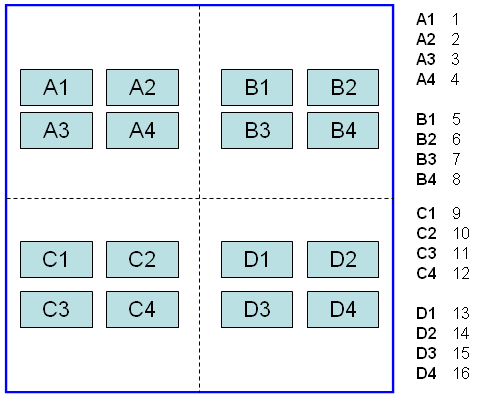 A1 A2 B1 B2
A3 A4 B3 B4
C1 C2 D1 D2
C3 C4 D3 D4
A1 1
A2 2
A3 3
A4 4
B1 5
B2 6
B3 7
B4 8
C1 9
C2 10
C3 11
C4 12
D1 13
D2 14
D3 15
D4 16